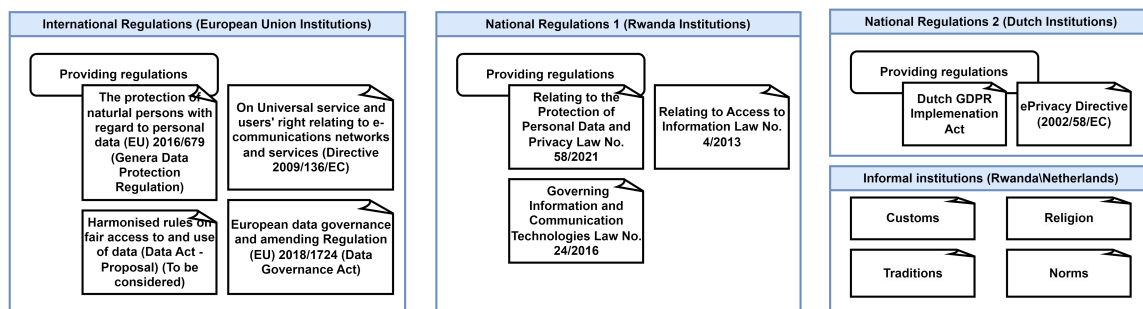 International Regulations (European Union Institutions)
Providing regulations
The protection of
naturlal persons with
regard to personal
data (EU) 2016/679
(Genera Data
Protection
Regulation)
On Universal service and
users' right relating to e-
communications networks
and services (Directive
2009/136/EC)
Harmonised rules on
fair access to and use
of data (Data Act -
Proposal) (To be
considered)
European data governance
and amending Regulation
(EU) 2018/1724 (Data
Governance Act)
National Regulations 1 (Rwanda Institutions)
Providing regulations
Relating to the
Protection of
Personal Data and
Privacy Law No.
58/2021
Relating to Access to
Information Law No.
4/2013
Governing
Information and
Communication
Technologies Law No.
24/2016
National Regulations 2 (Dutch Institutions)
Providing regulations
Dutch GDPR
Implemenation
Act
ePrivacy Directive
(2002/58/EC)
Informal institutions (Rwanda\Netherlands)
Customs
Religion
Traditions
Norms